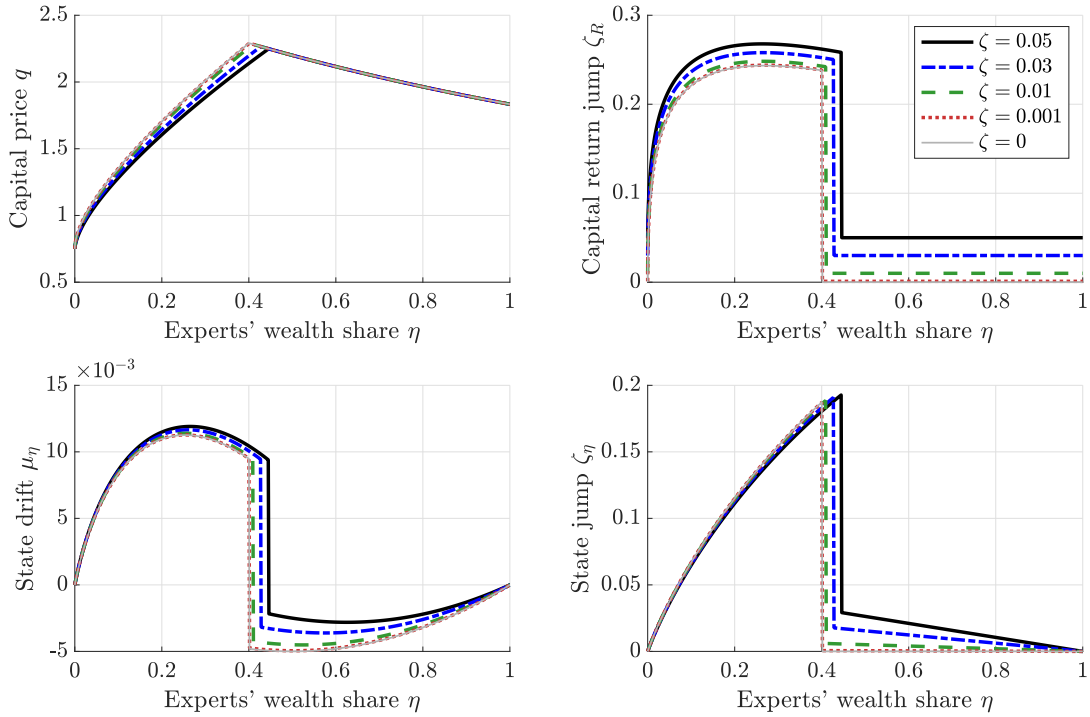 2.5
2
1.5
1
0.5
Capital price q
0 0.2 0.4 0.6 0.8 1
Experts' wealth share η
0.3
0.2
0.1
0
Capital return jump ζ_R
ζ = 0.05
ζ = 0.03
ζ = 0.01
ζ = 0.001
ζ = 0
0 0.2 0.4 0.6 0.8 1
Experts' wealth share η
×10⁻³
15
10
5
0
-5
State drift μ_η
0 0.2 0.4 0.6 0.8 1
Experts' wealth share η
0.2
0.15
0.1
0.05
0
State jump ζ_η
0 0.2 0.4 0.6 0.8 1
Experts' wealth share η